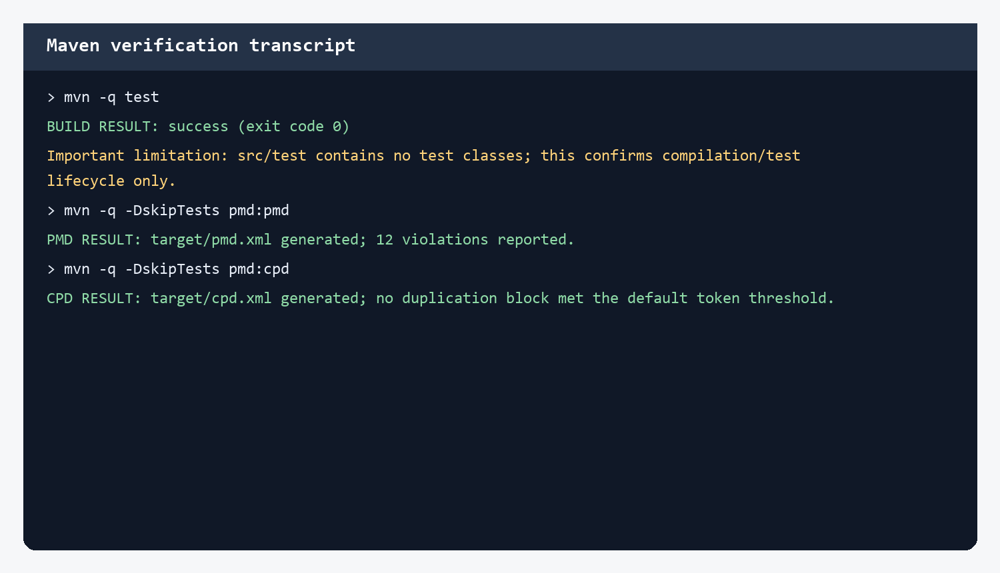 Maven verification transcript
> mvn -q test
BUILD RESULT: success (exit code 0)
Important limitation: src/test contains no test classes; this confirms compilation/test
lifecycle only.
> mvn -q -DskipTests pmd:pmd
PMD RESULT: target/pmd.xml generated; 12 violations reported.
> mvn -q -DskipTests pmd:cpd
CPD RESULT: target/cpd.xml generated; no duplication block met the default token threshold.